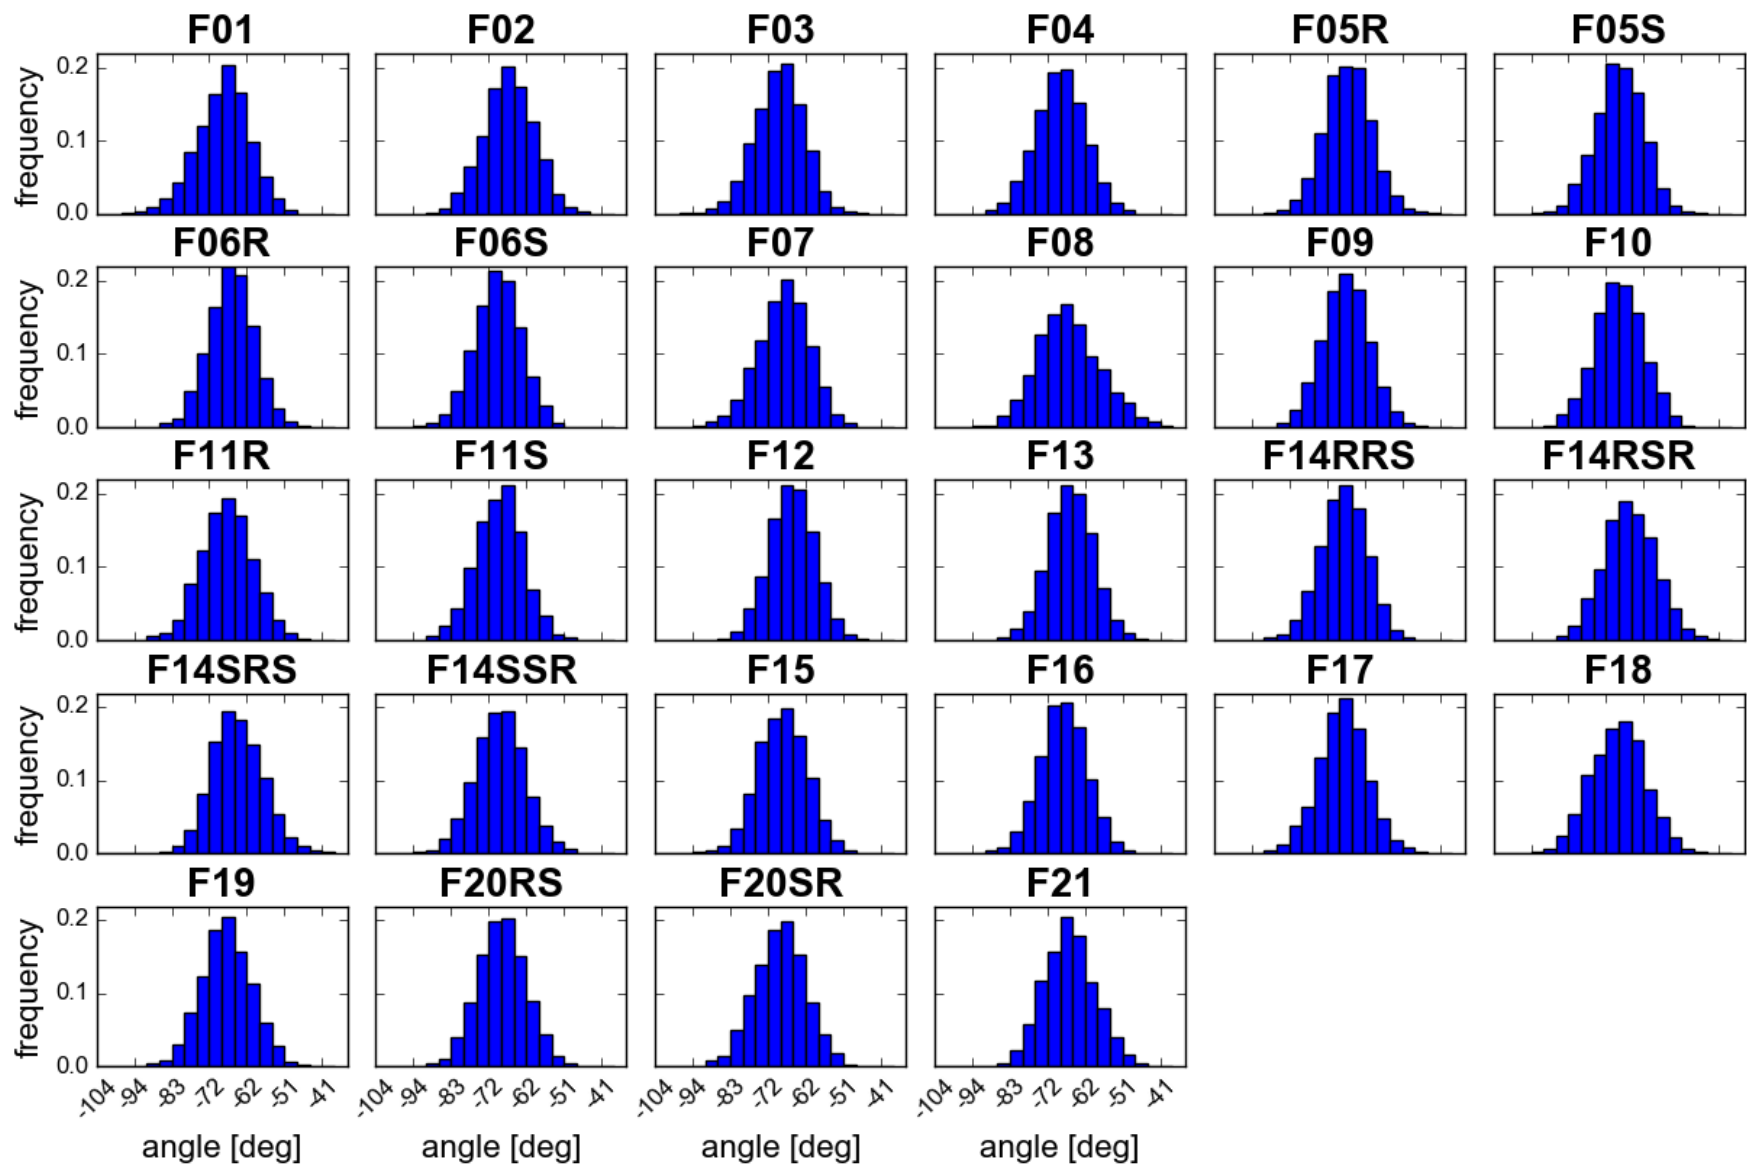 F01 F02 F03 F04 F05R F05S
frequency 0.2 0.1 0.0
F06R F06S F07 F08 F09 F10
frequency 0.2 0.1 0.0
F11R F11S F12 F13 F14RRS F14RSR
frequency 0.2 0.1 0.0
F14SRS F14SSR F15 F16 F17 F18
frequency 0.2 0.1 0.0
F19 F20RS F20SR F21
frequency 0.2 0.1 0.0
-104 -94 -83 -72 -62 -51 -41 -104 -94 -83 -72 -62 -51 -41 -104 -94 -83 -72 -62 -51 -41 -104 -94 -83 -72 -62 -51 -41
angle [deg] angle [deg] angle [deg] angle [deg]